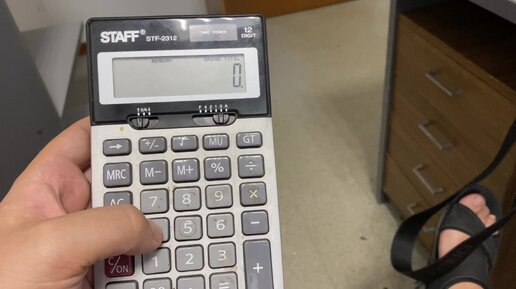 STAFF®
STF-2312
TWO POWER
12
DIGIT
MEMORY GRAND TOTAL
0.
→ +/- √ MU GT
MRC M- M+ % ÷
AC 7 8 9 ×
5 6 −
C/CE
/ON 1 2 3 +